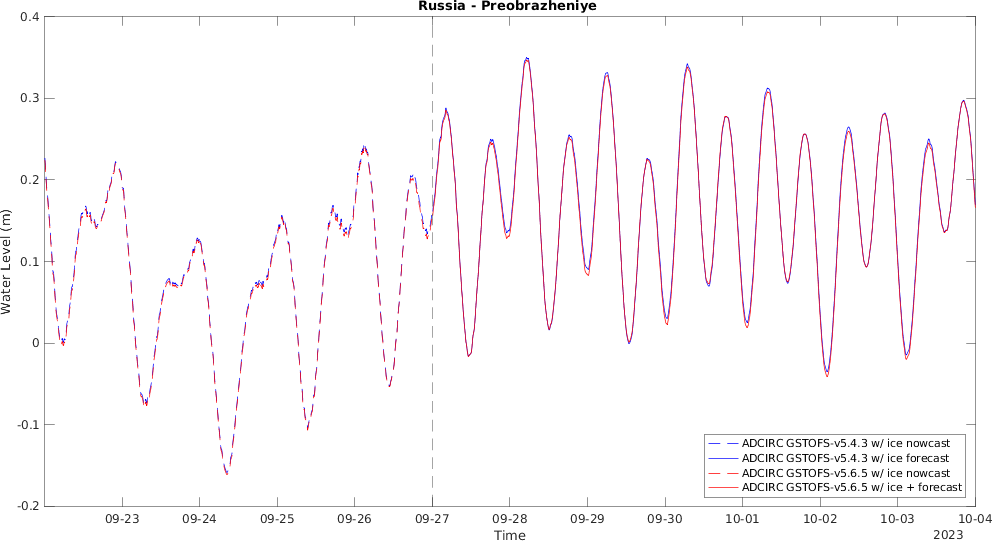 Russia - Preobrazheniye
0.4
0.3
0.2
0.1
0
-0.1
-0.2
Water Level (m)
ADCIRC GSTOFS-v5.4.3 w/ ice nowcast
ADCIRC GSTOFS-v5.4.3 w/ ice forecast
ADCIRC GSTOFS-v5.6.5 w/ ice nowcast
ADCIRC GSTOFS-v5.6.5 w/ ice + forecast
09-23 09-24 09-25 09-26 09-27 09-28 09-29 09-30 10-01 10-02 10-03 10-04
Time
2023